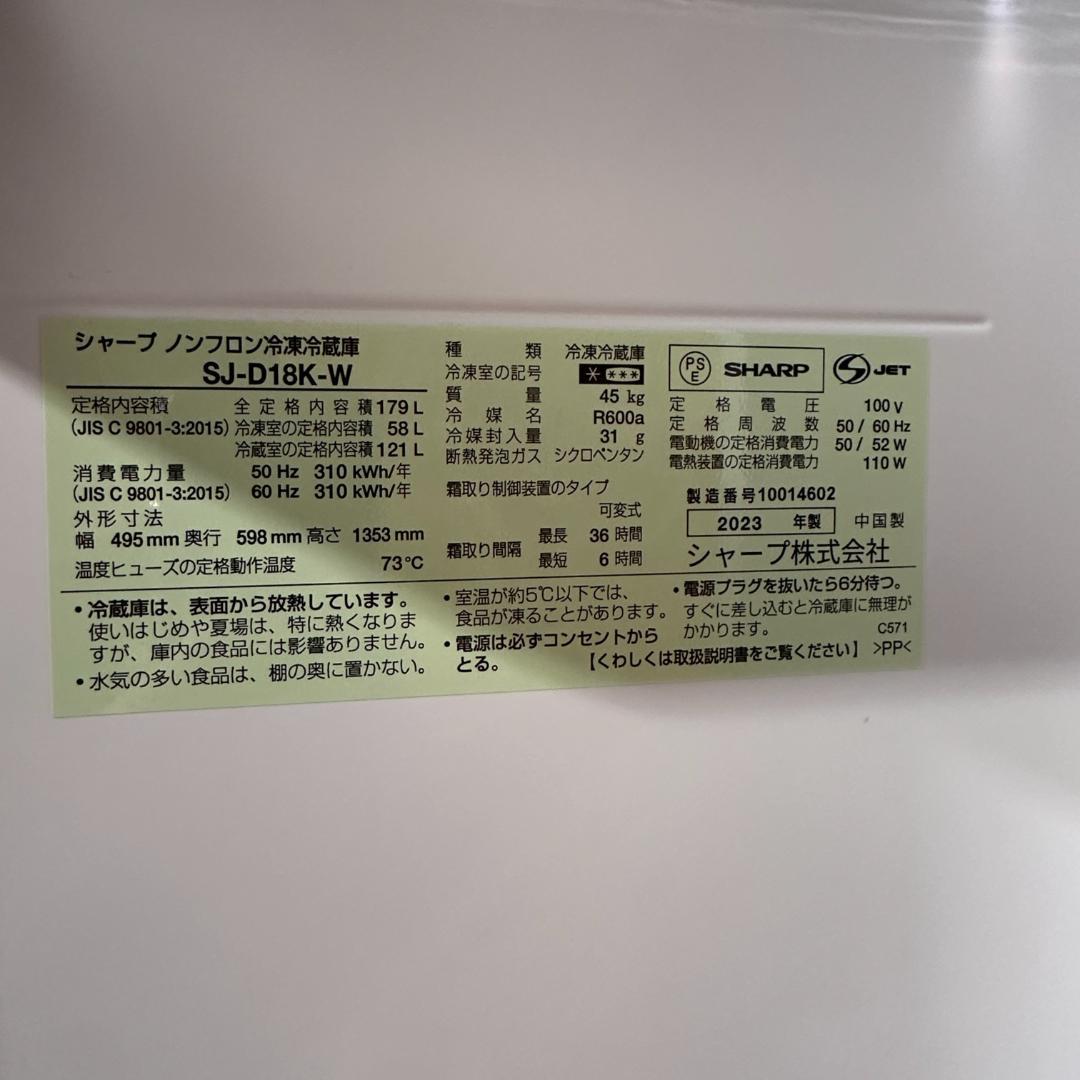 シャープ ノンフロン冷凍冷蔵庫
SJ-D18K-W
定格内容積 全定格内容積 179 L
(JIS C 9801-3:2015) 冷凍室の定格内容積 58 L
冷蔵室の定格内容積 121 L
消費電力量 50 Hz 310 kWh/年
(JIS C 9801-3:2015) 60 Hz 310 kWh/年
外形寸法
幅 495 mm 奥行 598 mm 高さ 1353 mm
温度ヒューズの定格動作温度 73℃
種類 冷凍冷蔵庫
冷凍室の記号 * ***
質量 45 kg
冷媒名 R600a
冷媒封入量 31 g
断熱発泡ガス シクロペンタン
霜取り制御装置のタイプ
可変式
霜取り間隔 最長 36 時間
最短 6 時間
PSE SHARP JET
定格電圧 100 V
定格周波数 50 / 60 Hz
電動機の定格消費電力 50 / 52 W
電熱装置の定格消費電力 110 W
製造番号 10014602
2023 年製 中国製
シャープ株式会社
・冷蔵庫は、表面から放熱しています。
使いはじめや夏場は、特に熱くなりま
すが、庫内の食品には影響ありません。
・水気の多い食品は、棚の奥に置かない。
・室温が約5℃以下では、
食品が凍ることがあります。
・電源は必ずコンセントから
とる。
・電源プラグを抜いたら6分待つ。
すぐに差し込むと冷蔵庫に無理が
かかります。 C571
【くわしくは取扱説明書をご覧ください】 >PP<